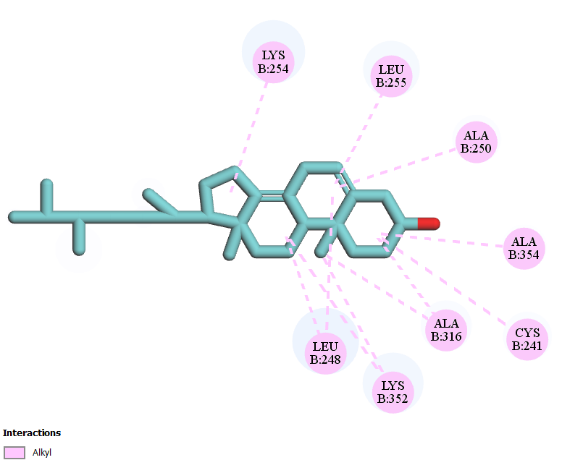 LYS
B:254
LEU
B:255
ALA
B:250
ALA
B:354
ALA
B:316
CYS
B:241
LEU
B:248
LYS
B:352
Interactions
Alkyl